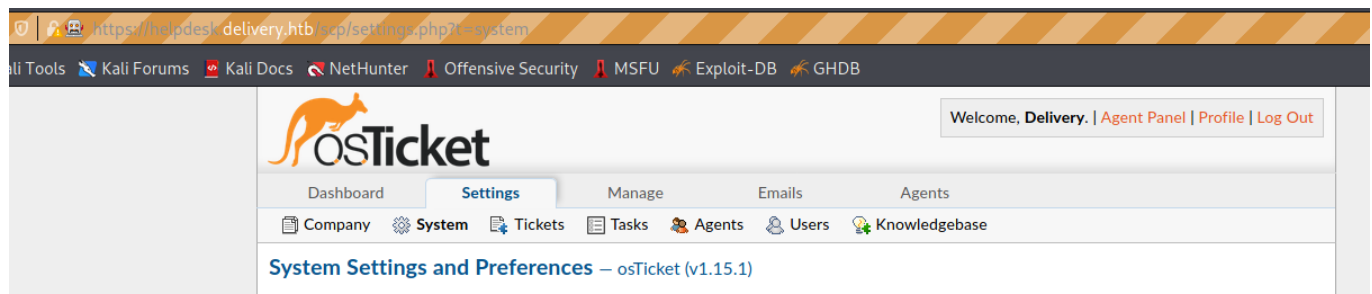 https://helpdesk.delivery.htb/scp/settings.php?t=system
ali Tools Kali Forums Kali Docs NetHunter Offensive Security MSFU Exploit-DB GHDB
osTicket
Welcome, Delivery. | Agent Panel | Profile | Log Out
Dashboard Settings Manage Emails Agents
Company System Tickets Tasks Agents Users Knowledgebase
System Settings and Preferences — osTicket (v1.15.1)